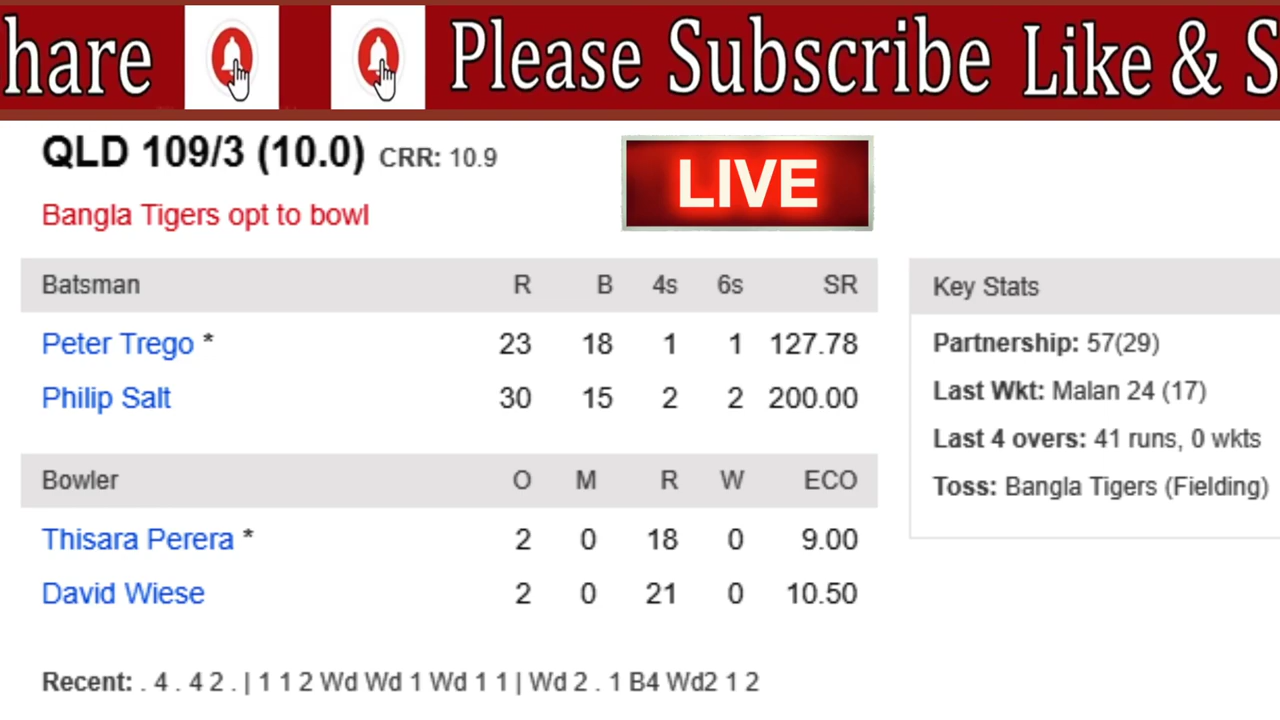 hare Please Subscribe Like & S
QLD 109/3 (10.0) CRR: 10.9
LIVE
Bangla Tigers opt to bowl
Batsman R B 4s 6s SR
Peter Trego * 23 18 1 1 127.78
Philip Salt 30 15 2 2 200.00
Bowler O M R W ECO
Thisara Perera * 2 0 18 0 9.00
David Wiese 2 0 21 0 10.50
Recent: . 4 . 4 2 . | 1 1 2 Wd Wd 1 Wd 1 1 | Wd 2 . 1 B4 Wd2 1 2
Key Stats
Partnership: 57(29)
Last Wkt: Malan 24 (17)
Last 4 overs: 41 runs, 0 wkts
Toss: Bangla Tigers (Fielding)